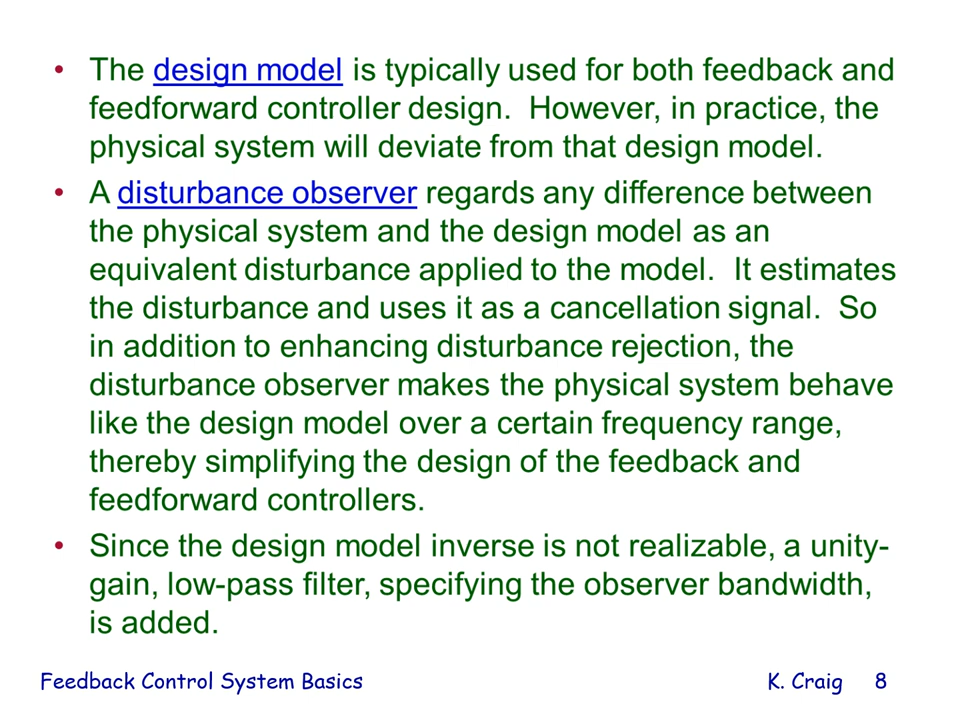 • The design model is typically used for both feedback and
feedforward controller design.  However, in practice, the
physical system will deviate from that design model.
• A disturbance observer regards any difference between
the physical system and the design model as an
equivalent disturbance applied to the model.  It estimates
the disturbance and uses it as a cancellation signal.  So
in addition to enhancing disturbance rejection, the
disturbance observer makes the physical system behave
like the design model over a certain frequency range,
thereby simplifying the design of the feedback and
feedforward controllers.
• Since the design model inverse is not realizable, a unity-
gain, low-pass filter, specifying the observer bandwidth,
is added.
Feedback Control System Basics K. Craig 8